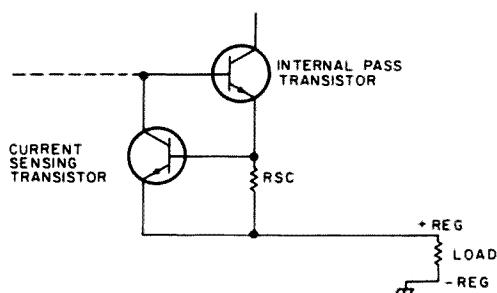 INTERNAL PASS
TRANSISTOR
CURRENT
SENSING
TRANSISTOR
RSC
+ REG
LOAD
- REG